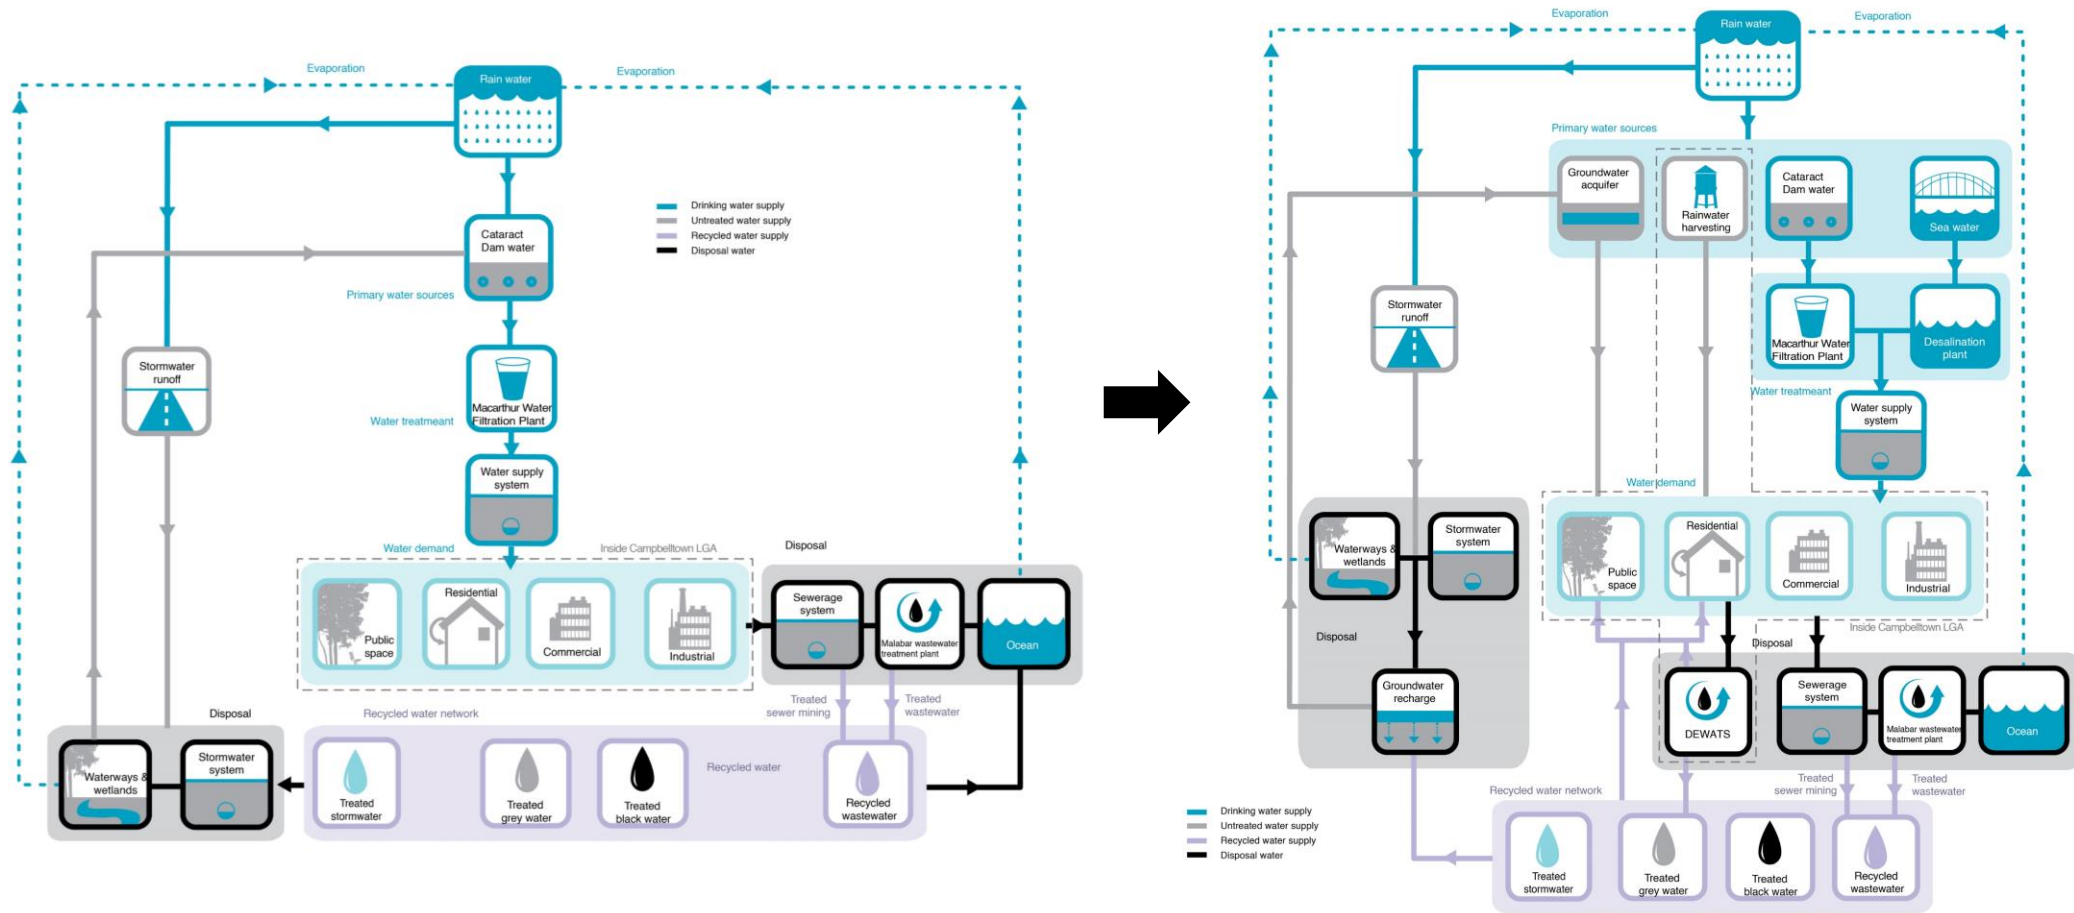 Evaporation
Rain water
Evaporation
Drinking water supply
Untreated water supply
Recycled water supply
Disposal water
Cataract
Dam water
Primary water sources
Stormwater
runoff
Macarthur Water
Filtration Plant
Water treatmeant
Water supply
system
Water demand
Inside Campbelltown LGA
Disposal
Public
space
Residential
Commercial
Industrial
Sewerage
system
Malabar wastewater
treatment plant
Ocean
Treated
sewer mining
Treated
wastewater
Disposal
Recycled water network
Waterways &
wetlands
Stormwater
system
Treated
stormwater
Treated
grey water
Treated
black water
Recycled water
Recycled
wastewater
Evaporation
Rain water
Evaporation
Primary water sources
Groundwater
acquifer
Rainwater
harvesting
Cataract
Dam water
Sea water
Stormwater
runoff
Macarthur Water
Filtration Plant
Desalination
plant
Water treatmeant
Water supply
system
Water demand
Waterways &
wetlands
Stormwater
system
Public
space
Residential
Commercial
Industrial
Inside Campbelltown LGA
Disposal
Disposal
Groundwater
recharge
DEWATS
Sewerage
system
Malabar wastewater
treatment plant
Ocean
Treated
sewer mining
Treated
wastewater
Recycled water network
Drinking water supply
Untreated water supply
Recycled water supply
Disposal water
Treated
stormwater
Treated
grey water
Treated
black water
Recycled
wastewater